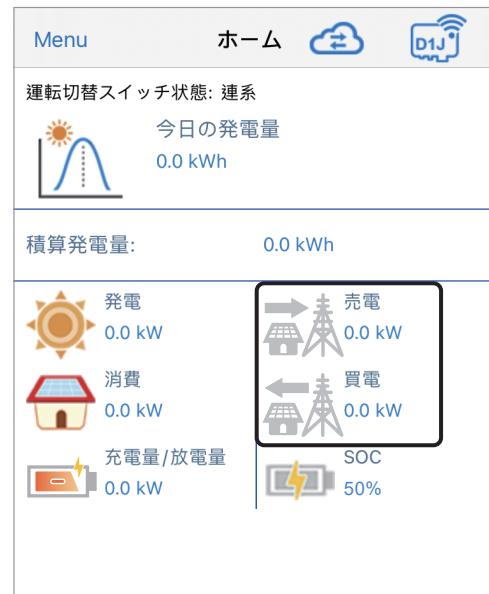 Menu ホーム D1J
運転切替スイッチ状態: 連系
今日の発電量
0.0 kWh
積算発電量: 0.0 kWh
発電
0.0 kW
売電
0.0 kW
消費
0.0 kW
買電
0.0 kW
充電量/放電量
0.0 kW
SOC
50%